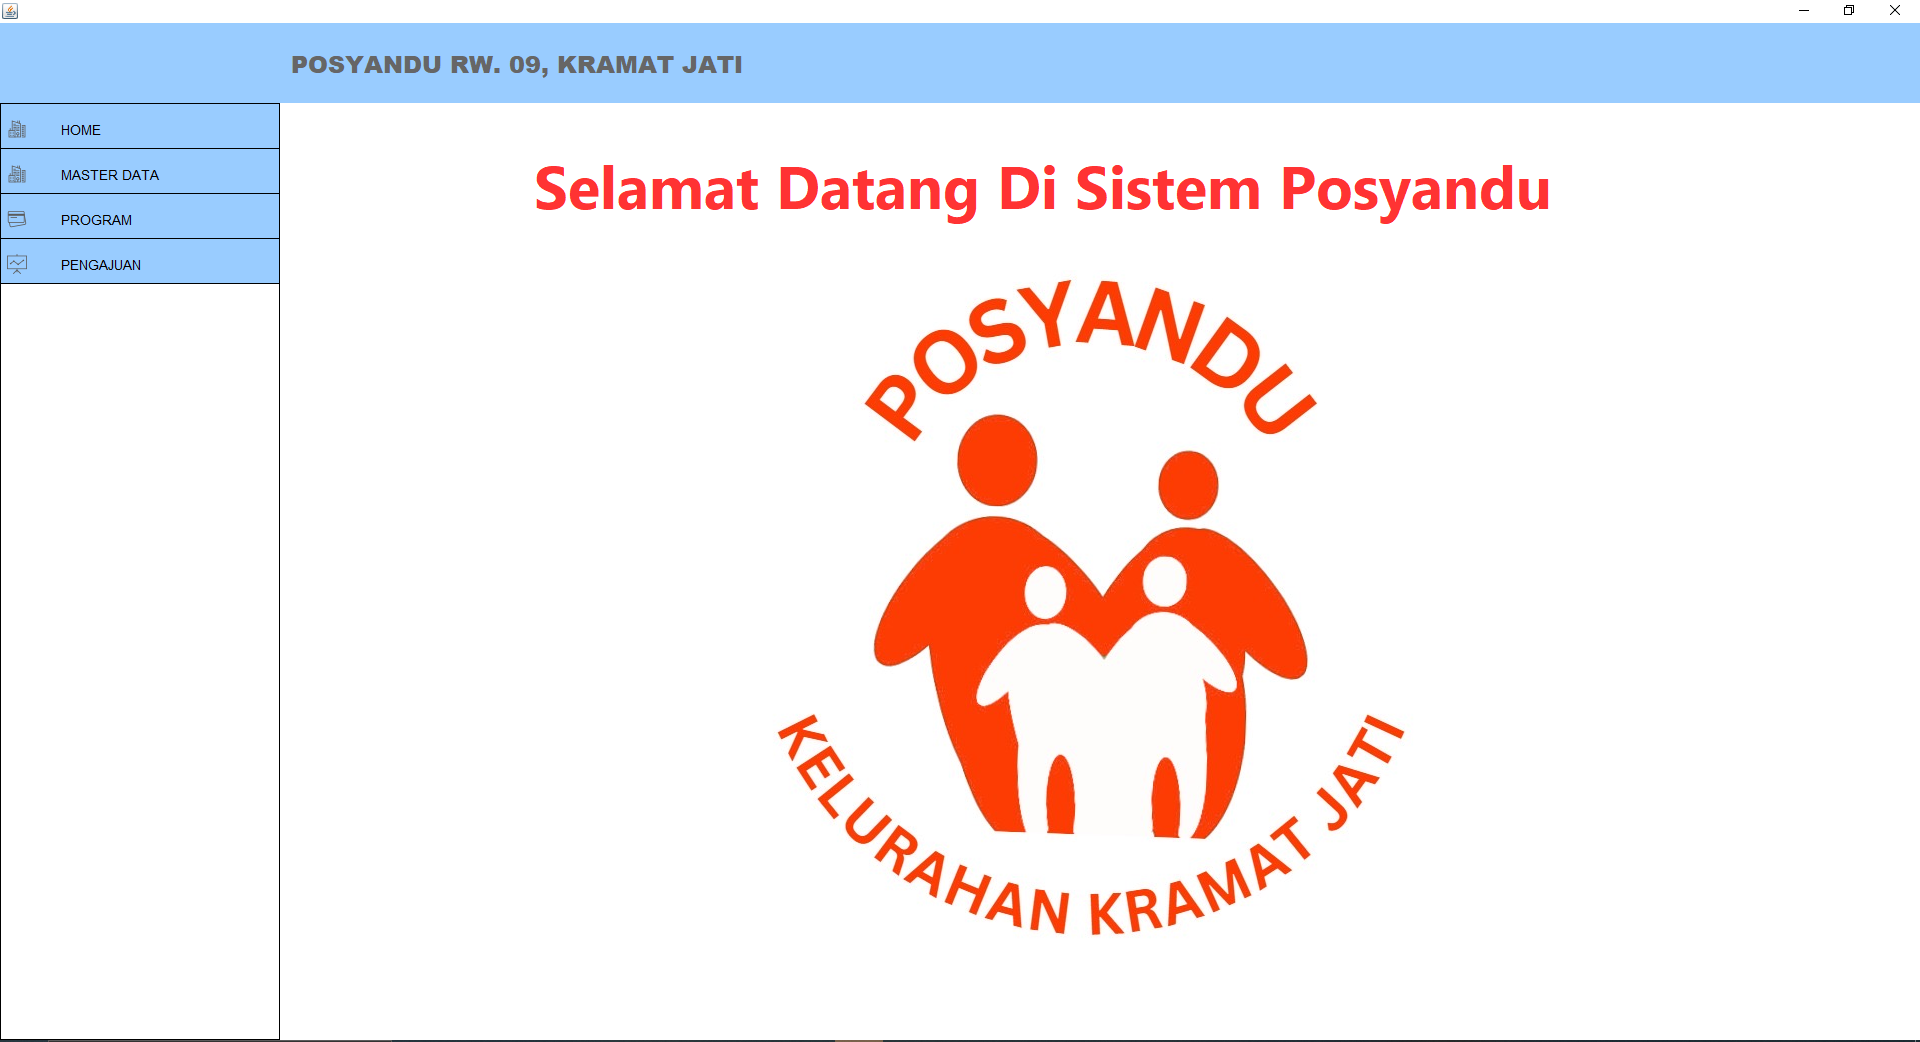 POSYANDU RW. 09, KRAMAT JATI
HOME
MASTER DATA
PROGRAM
PENGAJUAN
Selamat Datang Di Sistem Posyandu
POSYANDU
KELURAHAN KRAMAT JATI